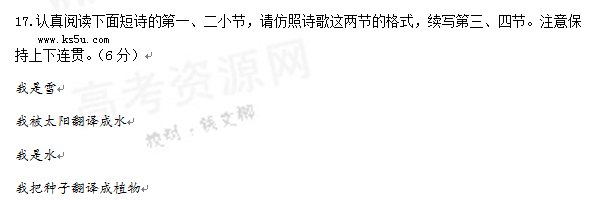 17.认真阅读下面短诗的第一、二小节，请仿照诗歌这两节的格式，续写第三、四节。注意保
www.ks5u.com
持上下连贯。（6 分）
高考资源网
我是雪
我被太阳翻译成水
校对：钱文柳
我是水
我把种子翻译成植物